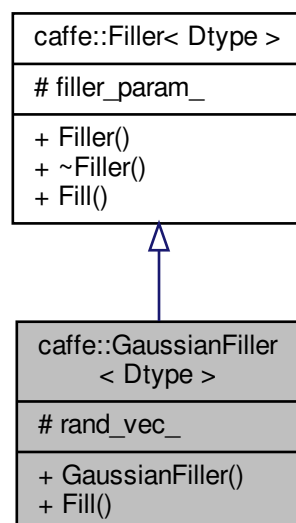 caffe::Filler< Dtype >
# filler_param_
+ Filler()
+ ~Filler()
+ Fill()
caffe::GaussianFiller
< Dtype >
# rand_vec_
+ GaussianFiller()
+ Fill()